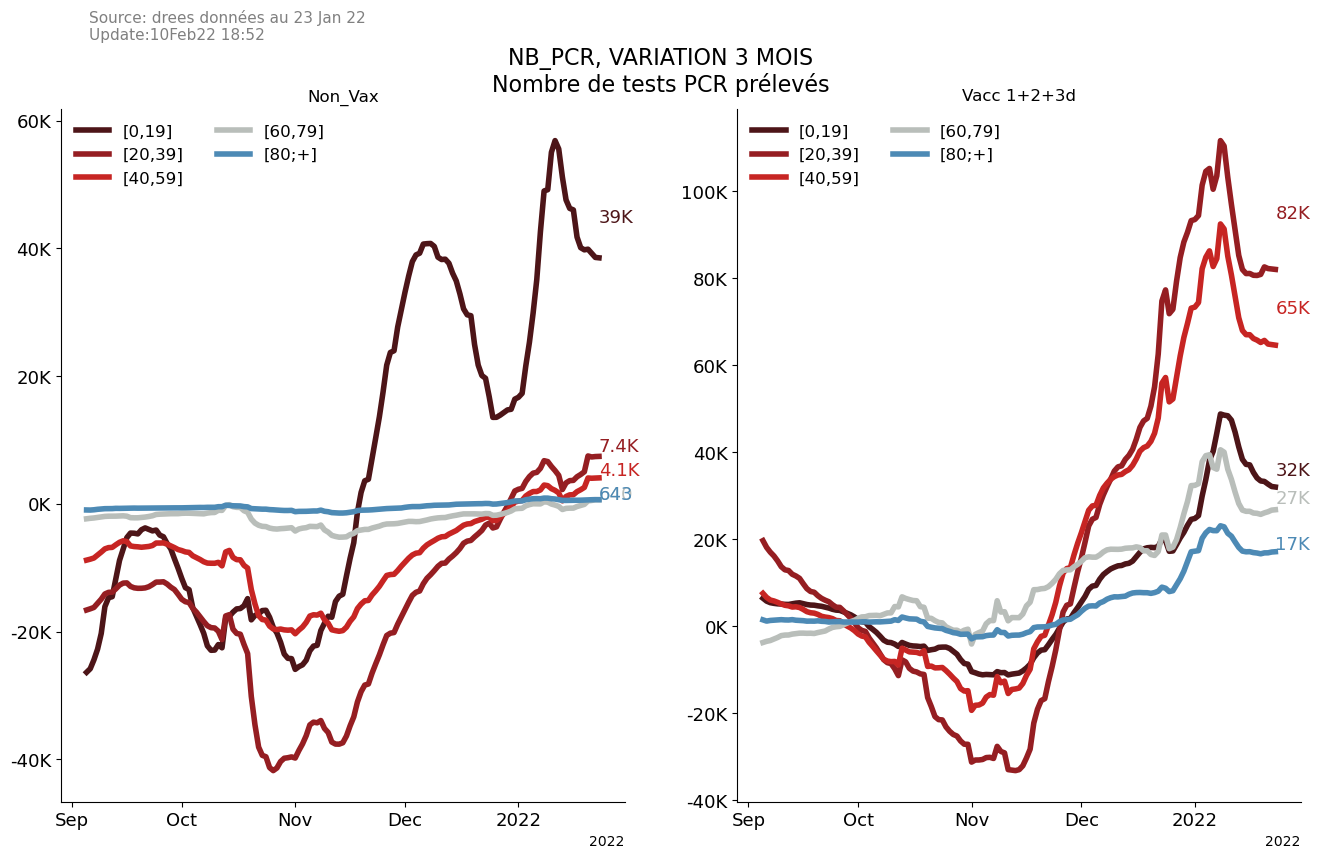 Source: drees données au 23 Jan 22
Update:10Feb22 18:52
NB_PCR, VARIATION 3 MOIS
Nombre de tests PCR prélevés
Non_Vax
[0,19]
[20,39]
[40,59]
[60,79]
[80;+]
60K
40K
20K
0K
-20K
-40K
39K
7.4K
4.1K
643
Sep
Oct
Nov
Dec
2022
2022
Vacc 1+2+3d
[0,19]
[20,39]
[40,59]
[60,79]
[80;+]
100K
80K
60K
40K
20K
0K
-20K
-40K
82K
65K
32K
27K
17K
Sep
Oct
Nov
Dec
2022
2022